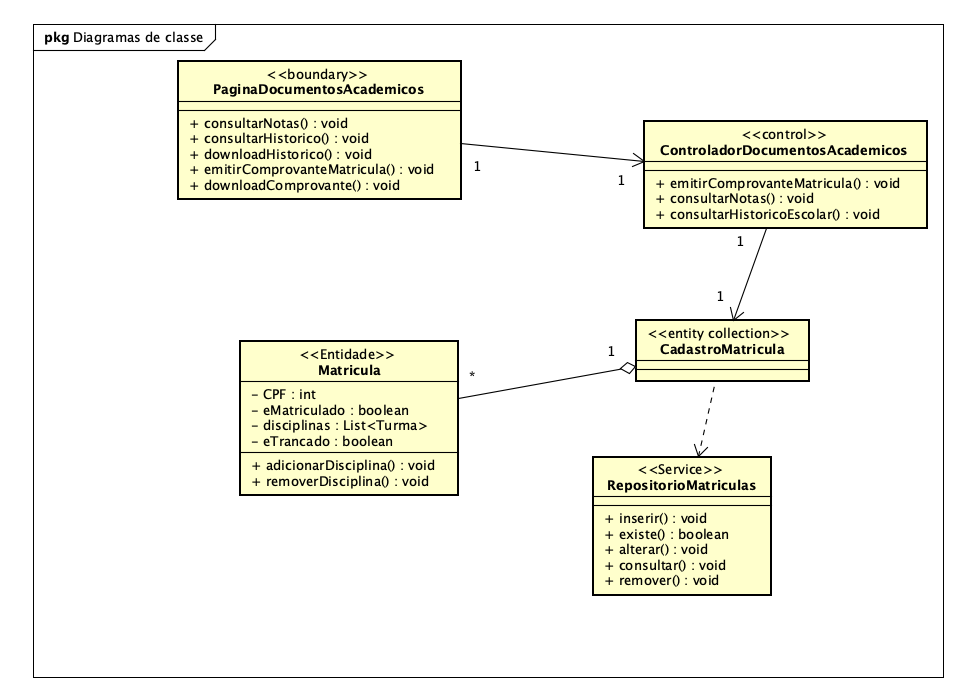 pkg Diagramas de classe
<<boundary>>
PaginaDocumentosAcademicos
+ consultarNotas() : void
+ consultarHistorico() : void
+ downloadHistorico() : void
+ emitirComprovanteMatricula() : void
+ downloadComprovante() : void
1
1
<<control>>
ControladorDocumentosAcademicos
+ emitirComprovanteMatricula() : void
+ consultarNotas() : void
+ consultarHistoricoEscolar() : void
1
1
<<entity collection>>
CadastroMatricula
1
*
<<Entidade>>
Matricula
- CPF : int
- eMatriculado : boolean
- disciplinas : List<Turma>
- eTrancado : boolean
+ adicionarDisciplina() : void
+ removerDisciplina() : void
<<Service>>
RepositorioMatriculas
+ inserir() : void
+ existe() : boolean
+ alterar() : void
+ consultar() : void
+ remover() : void